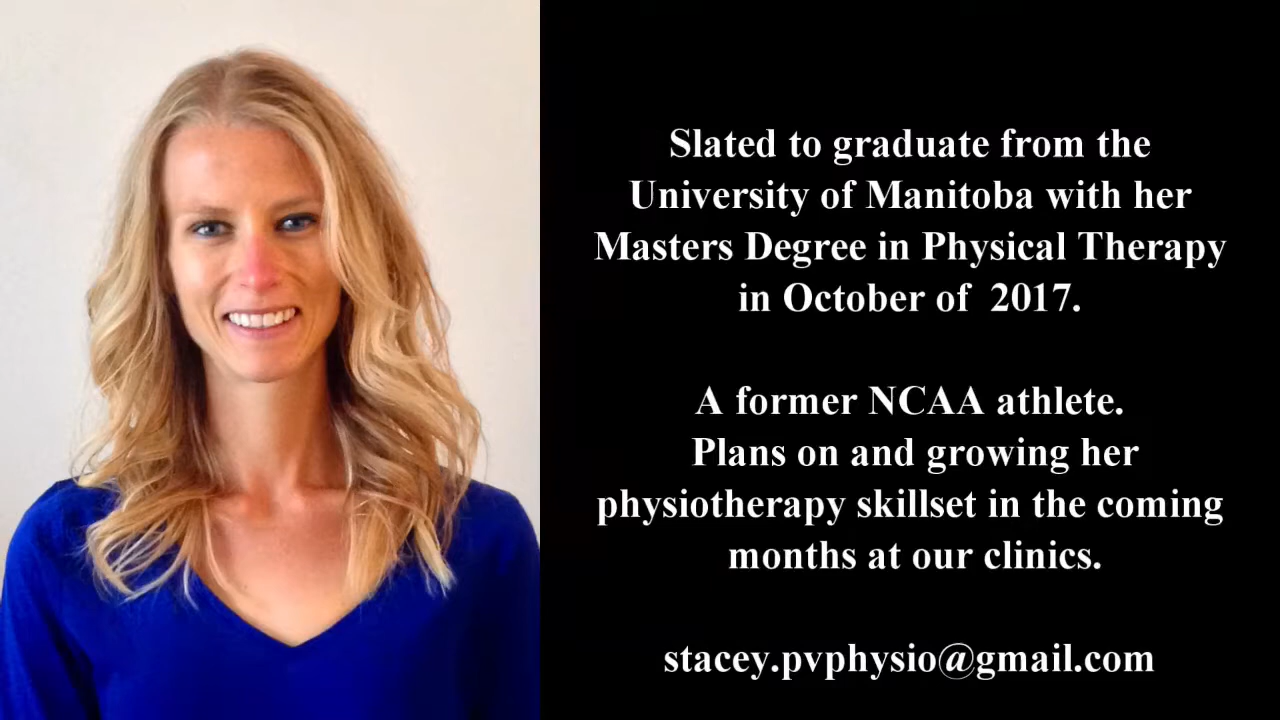 Slated to graduate from the
University of Manitoba with her
Masters Degree in Physical Therapy
in October of  2017.
A former NCAA athlete.
Plans on and growing her
physiotherapy skillset in the coming
months at our clinics.
stacey.pvphysio@gmail.com